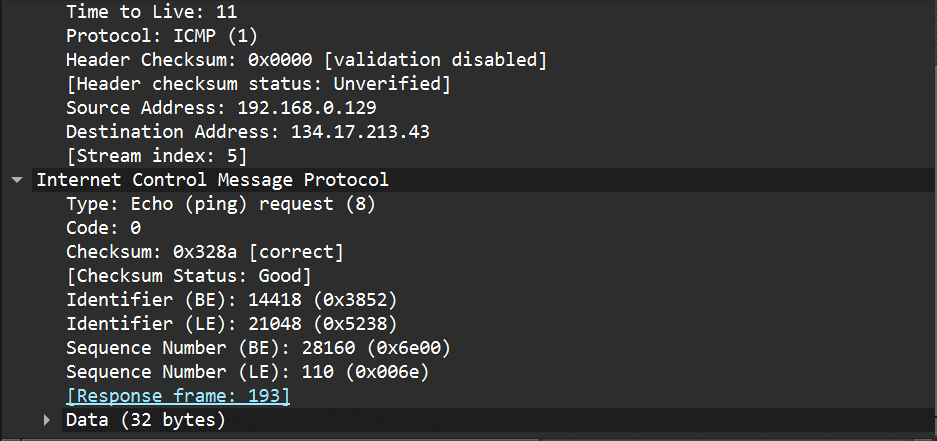 Time to Live: 11
Protocol: ICMP (1)
Header Checksum: 0x0000 [validation disabled]
[Header checksum status: Unverified]
Source Address: 192.168.0.129
Destination Address: 134.17.213.43
[Stream index: 5]
Internet Control Message Protocol
Type: Echo (ping) request (8)
Code: 0
Checksum: 0x328a [correct]
[Checksum Status: Good]
Identifier (BE): 14418 (0x3852)
Identifier (LE): 21048 (0x5238)
Sequence Number (BE): 28160 (0x6e00)
Sequence Number (LE): 110 (0x006e)
[Response frame: 193]
Data (32 bytes)